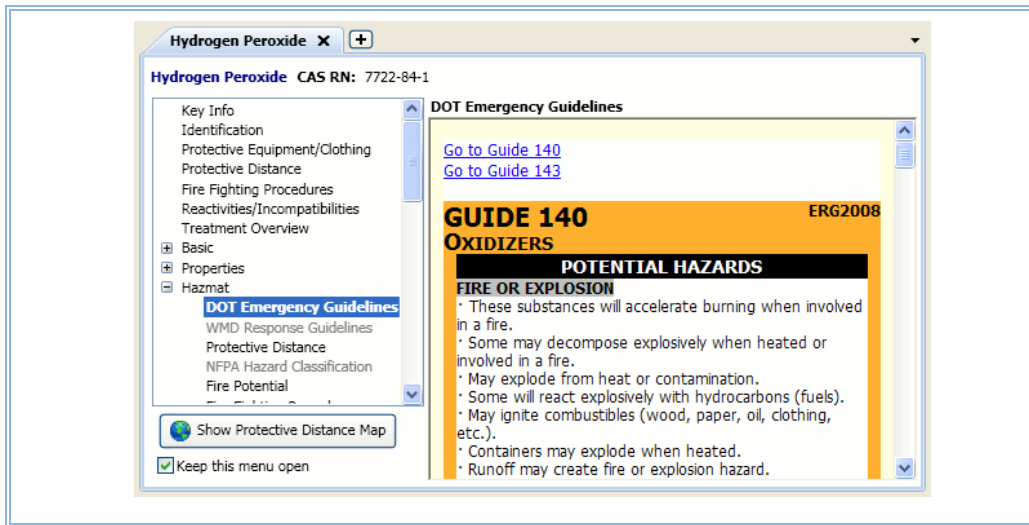 Hydrogen Peroxide
Hydrogen Peroxide CAS RN: 7722-84-1
Key Info
Identification
Protective Equipment/Clothing
Protective Distance
Fire Fighting Procedures
Reactivities/Incompatibilities
Treatment Overview
Basic
Properties
Hazmat
DOT Emergency Guidelines
WMD Response Guidelines
Protective Distance
NFPA Hazard Classification
Fire Potential
Show Protective Distance Map
Keep this menu open
DOT Emergency Guidelines
Go to Guide 140
Go to Guide 143
GUIDE 140 ERG2008
OXIDIZERS
POTENTIAL HAZARDS
FIRE OR EXPLOSION
· These substances will accelerate burning when involved
in a fire.
· Some may decompose explosively when heated or
involved in a fire.
· May explode from heat or contamination.
· Some will react explosively with hydrocarbons (fuels).
· May ignite combustibles (wood, paper, oil, clothing,
etc.).
· Containers may explode when heated.
· Runoff may create fire or explosion hazard.